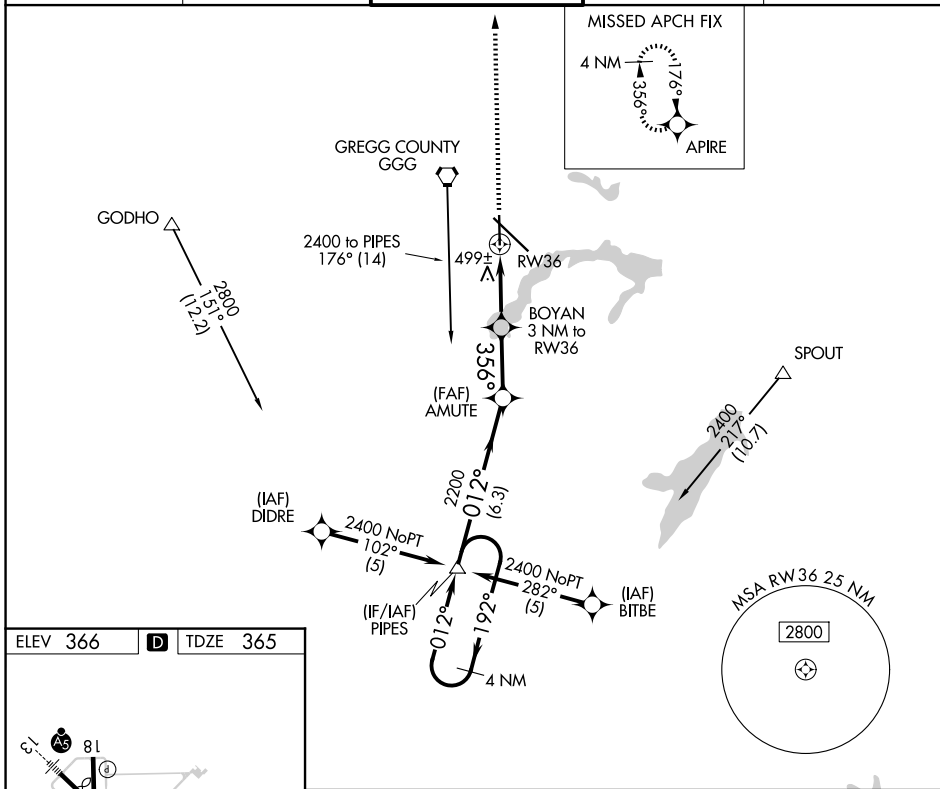 MISSED APCH FIX
4 NM
176°
356°
APIRE
GREGG COUNTY
GGG
GODHO
2400 to PIPES
176° (14)
499±
RW36
2800
151°
(12.2)
BOYAN
3 NM to
RW36
356°
SPOUT
(FAF)
AMUTE
2400
217°
(10.7)
2200
012°
(6.3)
(IAF)
DIDRE
2400 NoPT
102°
(5)
2400 NoPT
282°
(5)
(IAF)
BITBE
(IF/IAF)
PIPES
012°
192°
4 NM
MSA RW36 25 NM
2800
ELEV 366
D
TDZE 365
A5
13
18
P